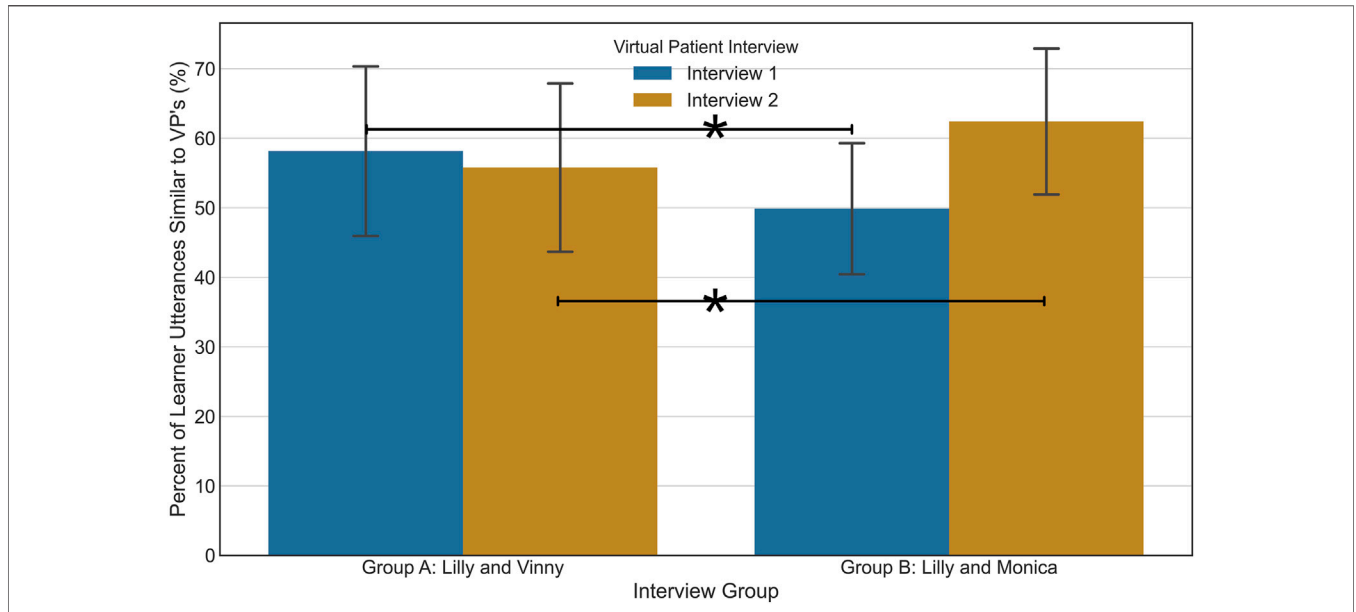 Percent of Learner Utterances Similar to VP's (%)
70
60
50
40
30
20
10
0
Virtual Patient Interview
Interview 1
Interview 2
*
*
Group A: Lilly and Vinny
Group B: Lilly and Monica
Interview Group